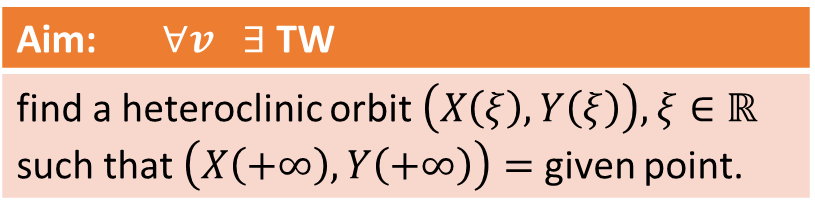 Aim: ∀v ∃ TW
find a heteroclinic orbit (X(ξ), Y(ξ)), ξ ∈ ℝ
such that (X(+∞), Y(+∞)) = given point.